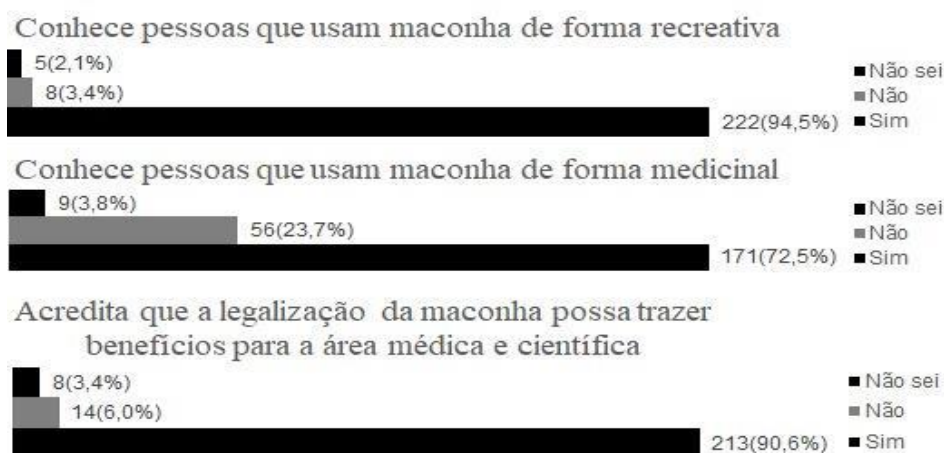 Conhece pessoas que usam maconha de forma recreativa
5(2,1%)
8(3,4%)
222(94,5%)
Não sei
Não
Sim
Conhece pessoas que usam maconha de forma medicinal
9(3,8%)
56(23,7%)
171(72,5%)
Não sei
Não
Sim
Acredita que a legalização da maconha possa trazer
benefícios para a área médica e científica
8(3,4%)
14(6,0%)
213(90,6%)
Não sei
Não
Sim